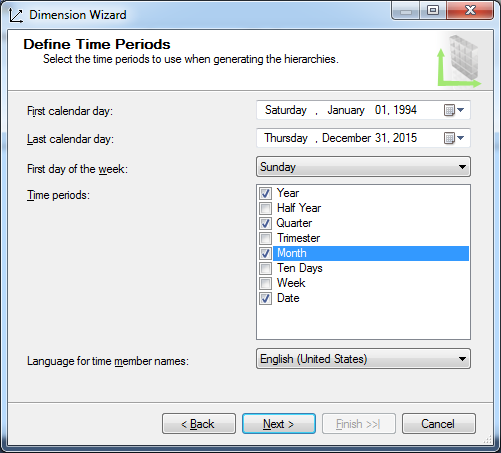 Dimension Wizard
Define Time Periods
Select the time periods to use when generating the hierarchies.
First calendar day: Saturday , January 01, 1994
Last calendar day: Thursday , December 31, 2015
First day of the week: Sunday
Time periods:
Year
Half Year
Quarter
Trimester
Month
Ten Days
Week
Date
Language for time member names: English (United States)
< Back Next > Finish >>| Cancel